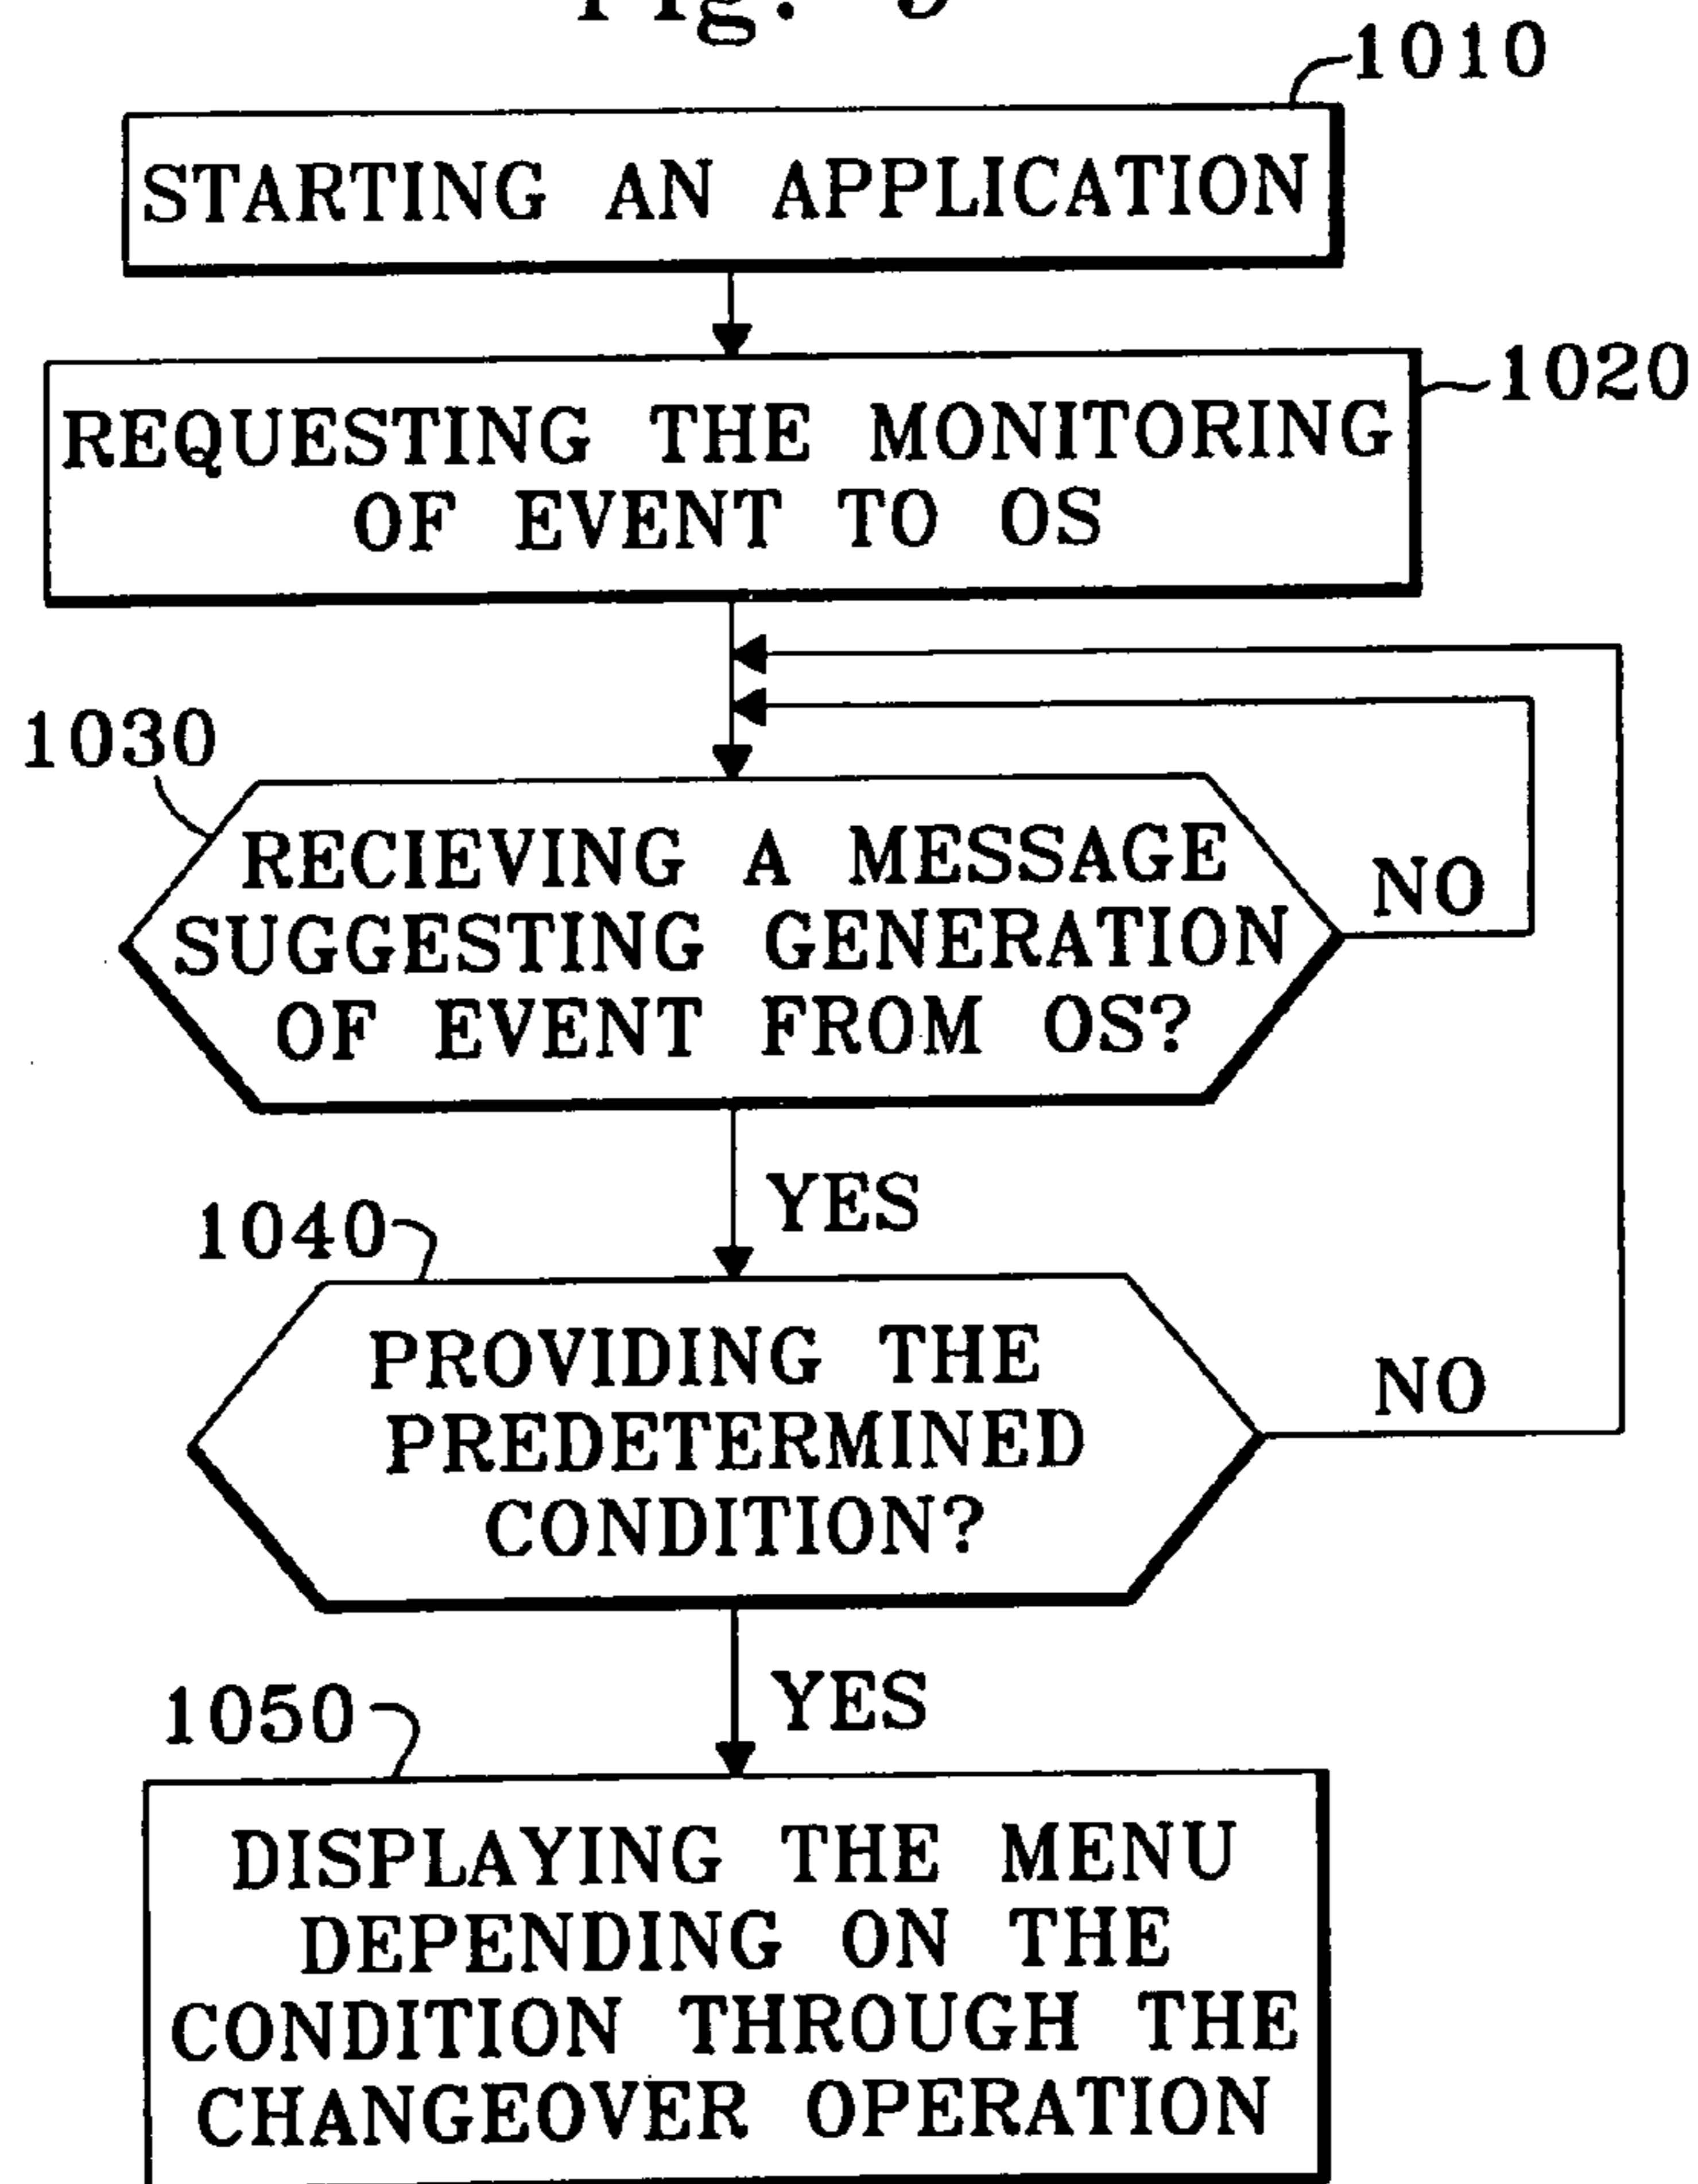 Fig.
1010
STARTING AN APPLICATION
1020
REQUESTING THE MONITORING
OF EVENT TO OS
1030
RECIEVING A MESSAGE
SUGGESTING GENERATION
OF EVENT FROM OS?
NO
YES
1040
PROVIDING THE
PREDETERMINED
CONDITION?
NO
YES
1050
DISPLAYING THE MENU
DEPENDING ON THE
CONDITION THROUGH THE
CHANGEOVER OPERATION